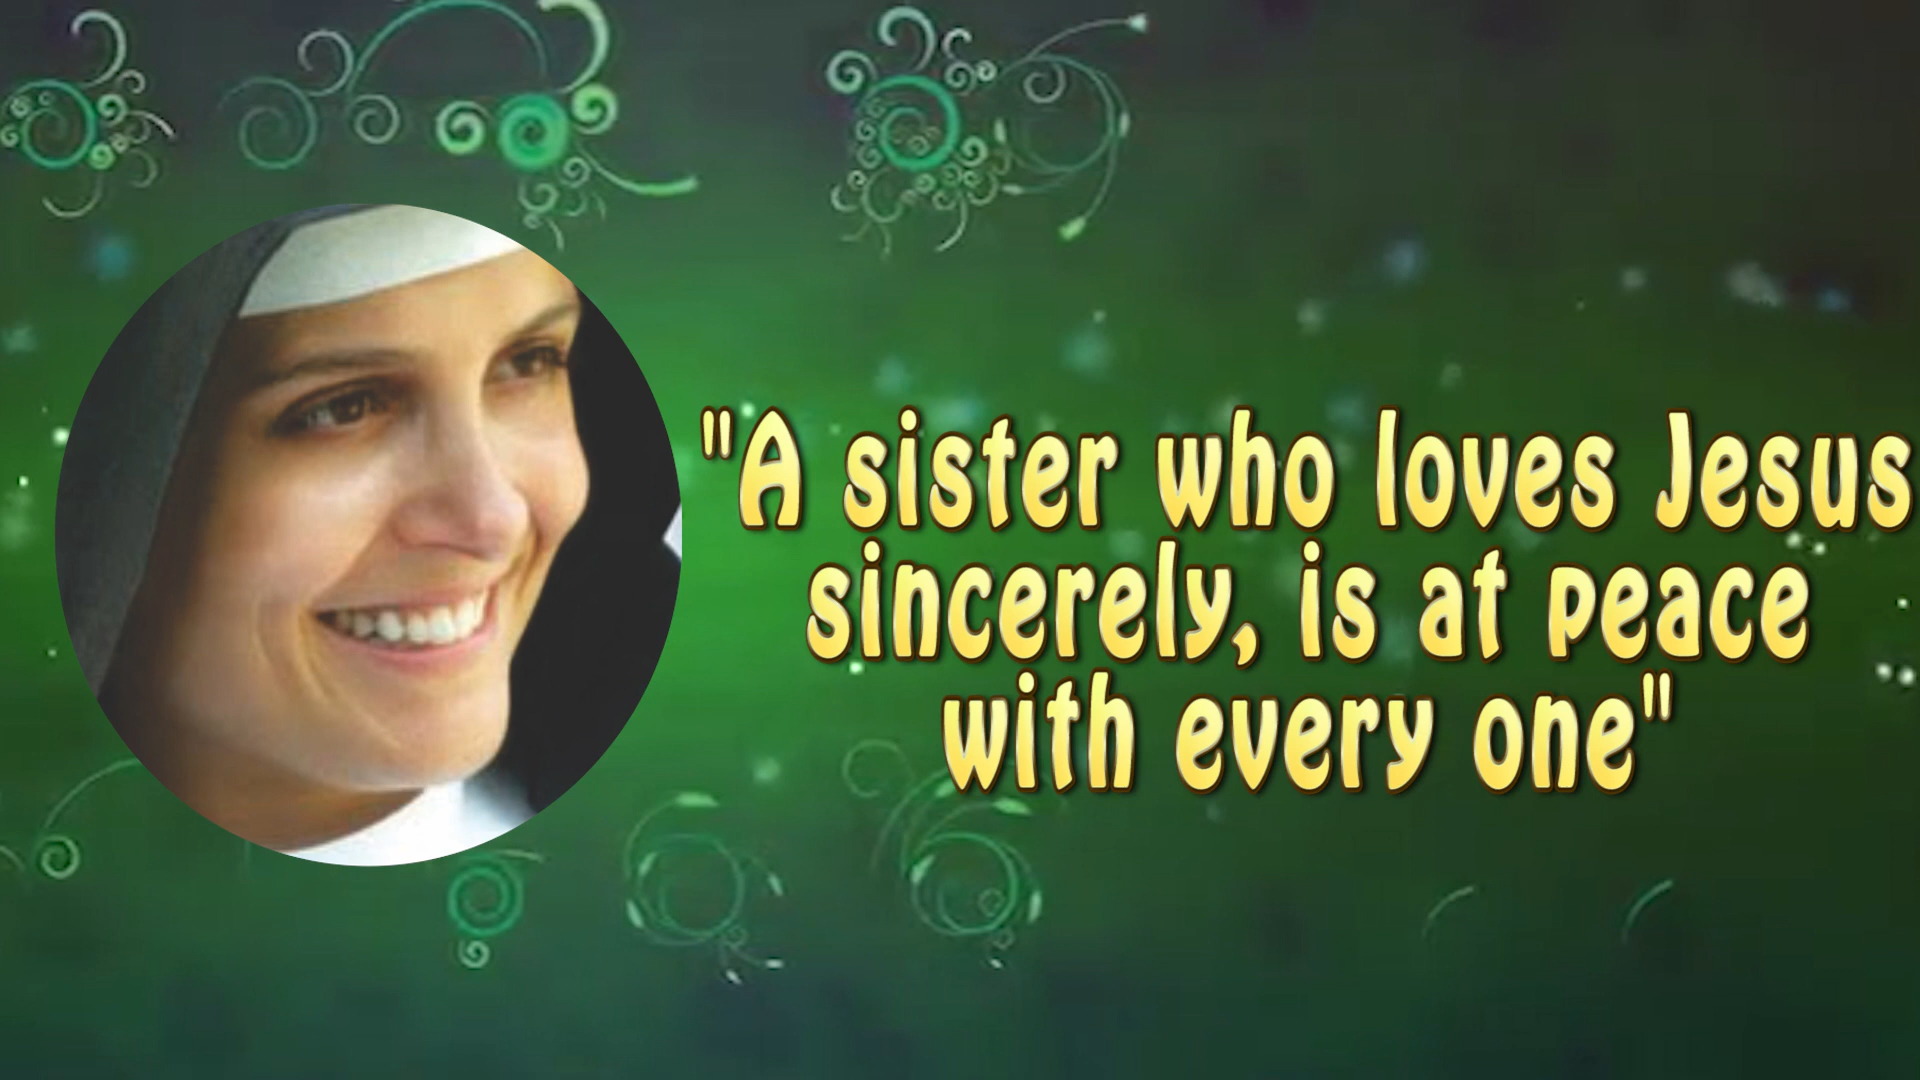 "A sister who loves Jesus
sincerely, is at peace
with every one"